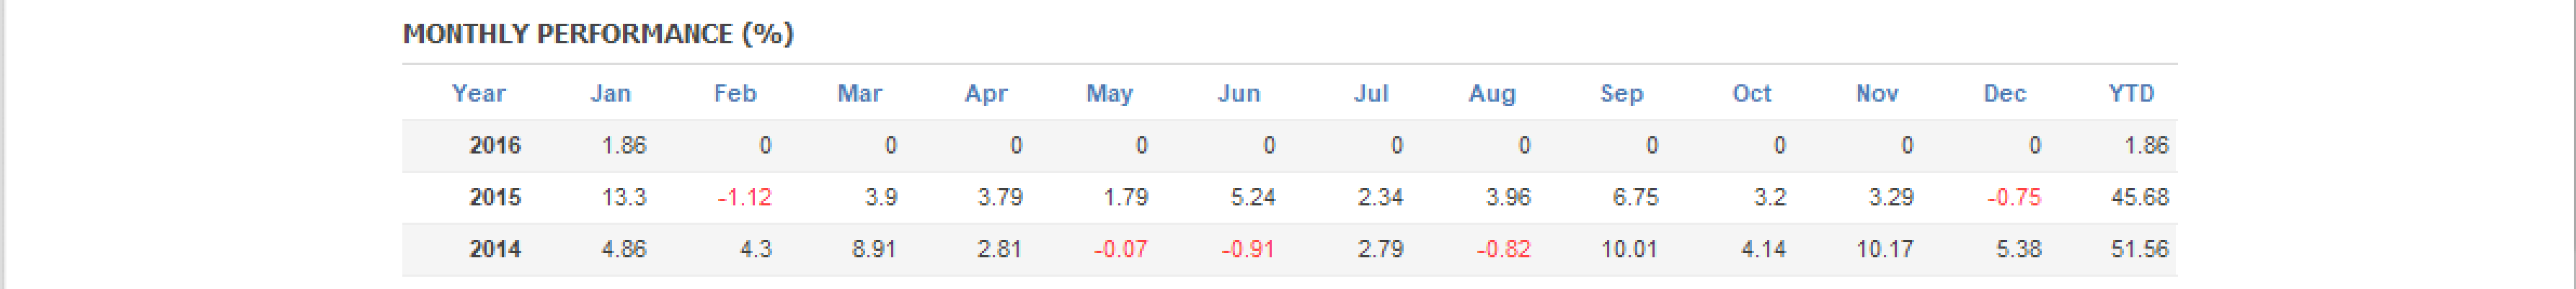 MONTHLY PERFORMANCE (%)
Year Jan Feb Mar Apr May Jun Jul Aug Sep Oct Nov Dec YTD
2016 1.86 0 0 0 0 0 0 0 0 0 0 0 1.86
2015 13.3 -1.12 3.9 3.79 1.79 5.24 2.34 3.96 6.75 3.2 3.29 -0.75 45.68
2014 4.86 4.3 8.91 2.81 -0.07 -0.91 2.79 -0.82 10.01 4.14 10.17 5.38 51.56